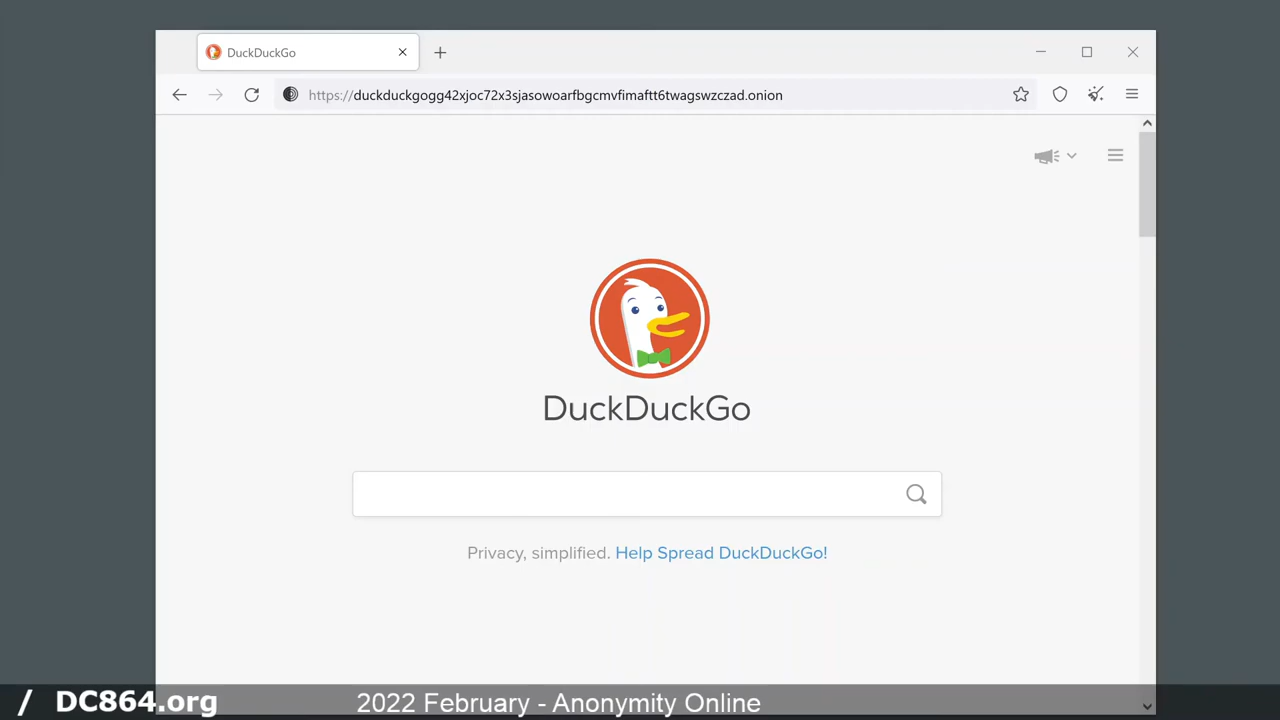 DuckDuckGo
https://duckduckgogg42xjoc72x3sjasowoarfbgcmvfimaftt6twagswzczad.onion
DuckDuckGo
Privacy, simplified. Help Spread DuckDuckGo!
/ DC864.org
2022 February - Anonymity Online